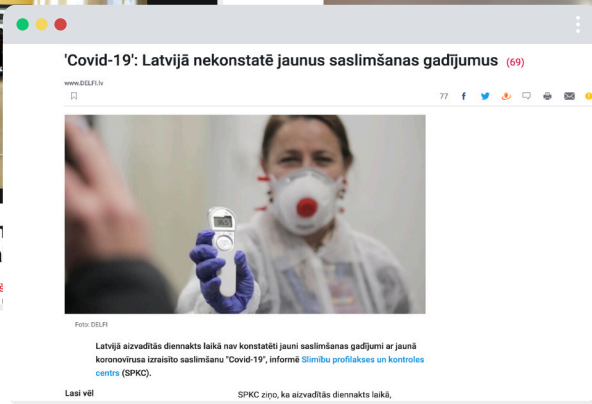 'Covid-19': Latvijā nekonstatē jaunus saslimšanas gadījumus (69)
www.DELFI.lv
77
Foto: DELFI
Latvijā aizvadītās diennakts laikā nav konstatēti jauni saslimšanas gadījumi ar jaunā
koronovīrusa izraisīto saslimšanu "Covid-19", informē Slimību profilakses un kontroles
centrs (SPKC).
Lasi vēl
SPKC ziņo, ka aizvadītās diennakts laikā,